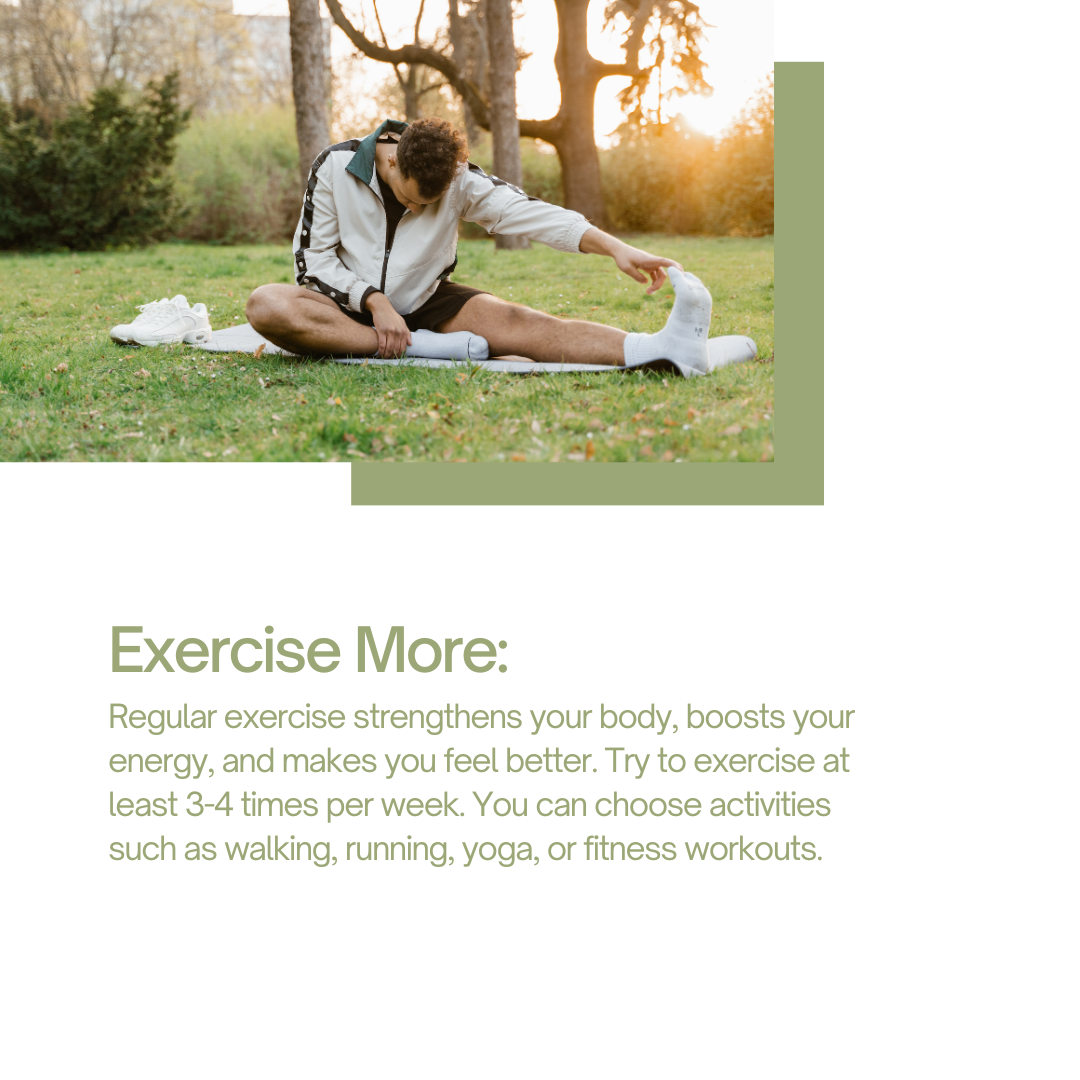 Exercise More:
Regular exercise strengthens your body, boosts your
energy, and makes you feel better. Try to exercise at
least 3-4 times per week. You can choose activities
such as walking, running, yoga, or fitness workouts.